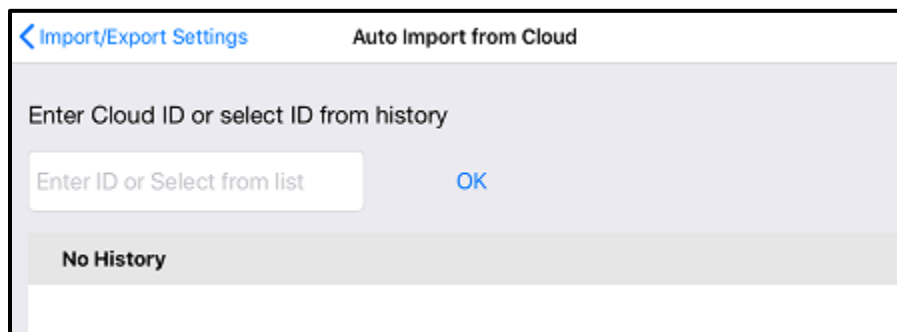 Import/Export Settings Auto Import from Cloud
Enter Cloud ID or select ID from history
Enter ID or Select from list OK
No History